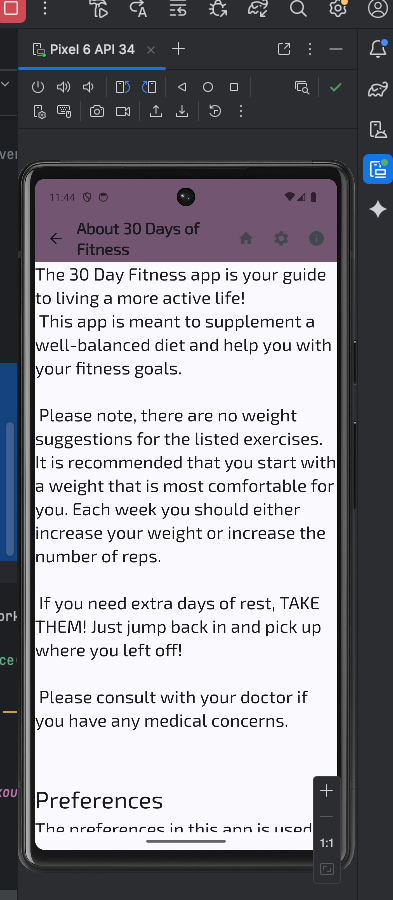 Pixel 6 API 34
11:44
About 30 Days of
Fitness
The 30 Day Fitness app is your guide
to living a more active life!
This app is meant to supplement a
well-balanced diet and help you with
your fitness goals.
Please note, there are no weight
suggestions for the listed exercises.
It is recommended that you start with
a weight that is most comfortable for
you. Each week you should either
increase your weight or increase the
number of reps.
If you need extra days of rest, TAKE
THEM! Just jump back in and pick up
where you left off!
Please consult with your doctor if
you have any medical concerns.
Preferences
The preferences in this app is used
1:1